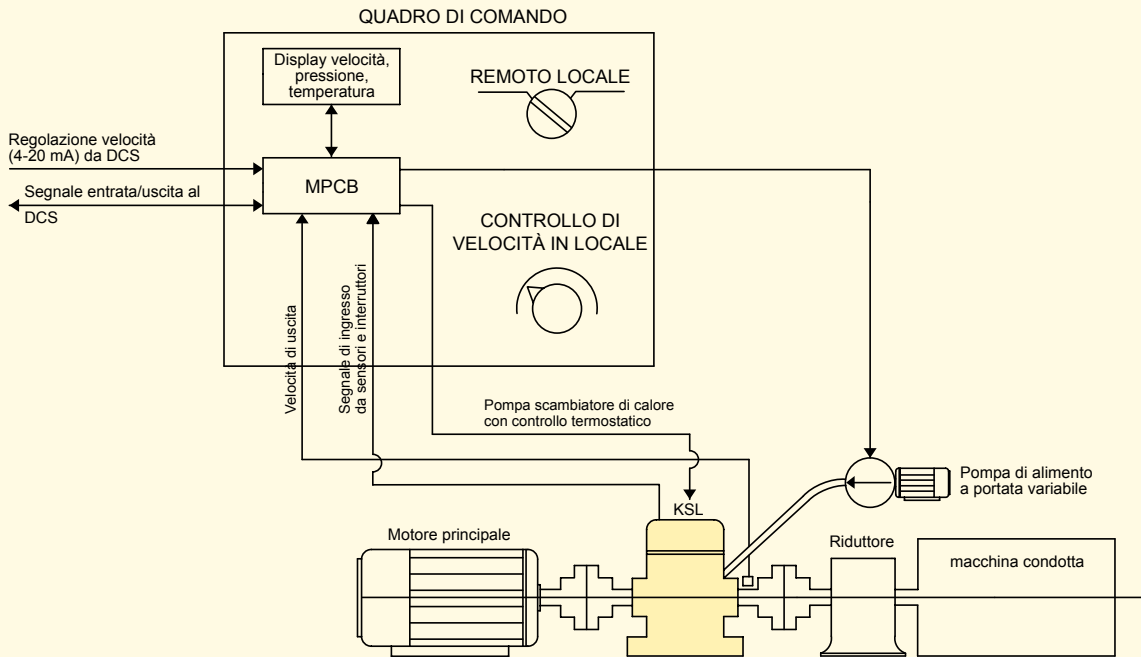 QUADRO DI COMANDO
Display velocità,
pressione,
temperatura
REMOTO LOCALE
Regolazione velocità
(4-20 mA) da DCS
Segnale entrata/uscita al
DCS
MPCB
CONTROLLO DI
VELOCITÀ IN LOCALE
Velocita di uscita
Segnale di ingresso
da sensori e interruttori
Pompa scambiatore di calore
con controllo termostatico
Pompa di alimento
a portata variabile
KSL
Motore principale
Riduttore
macchina condotta